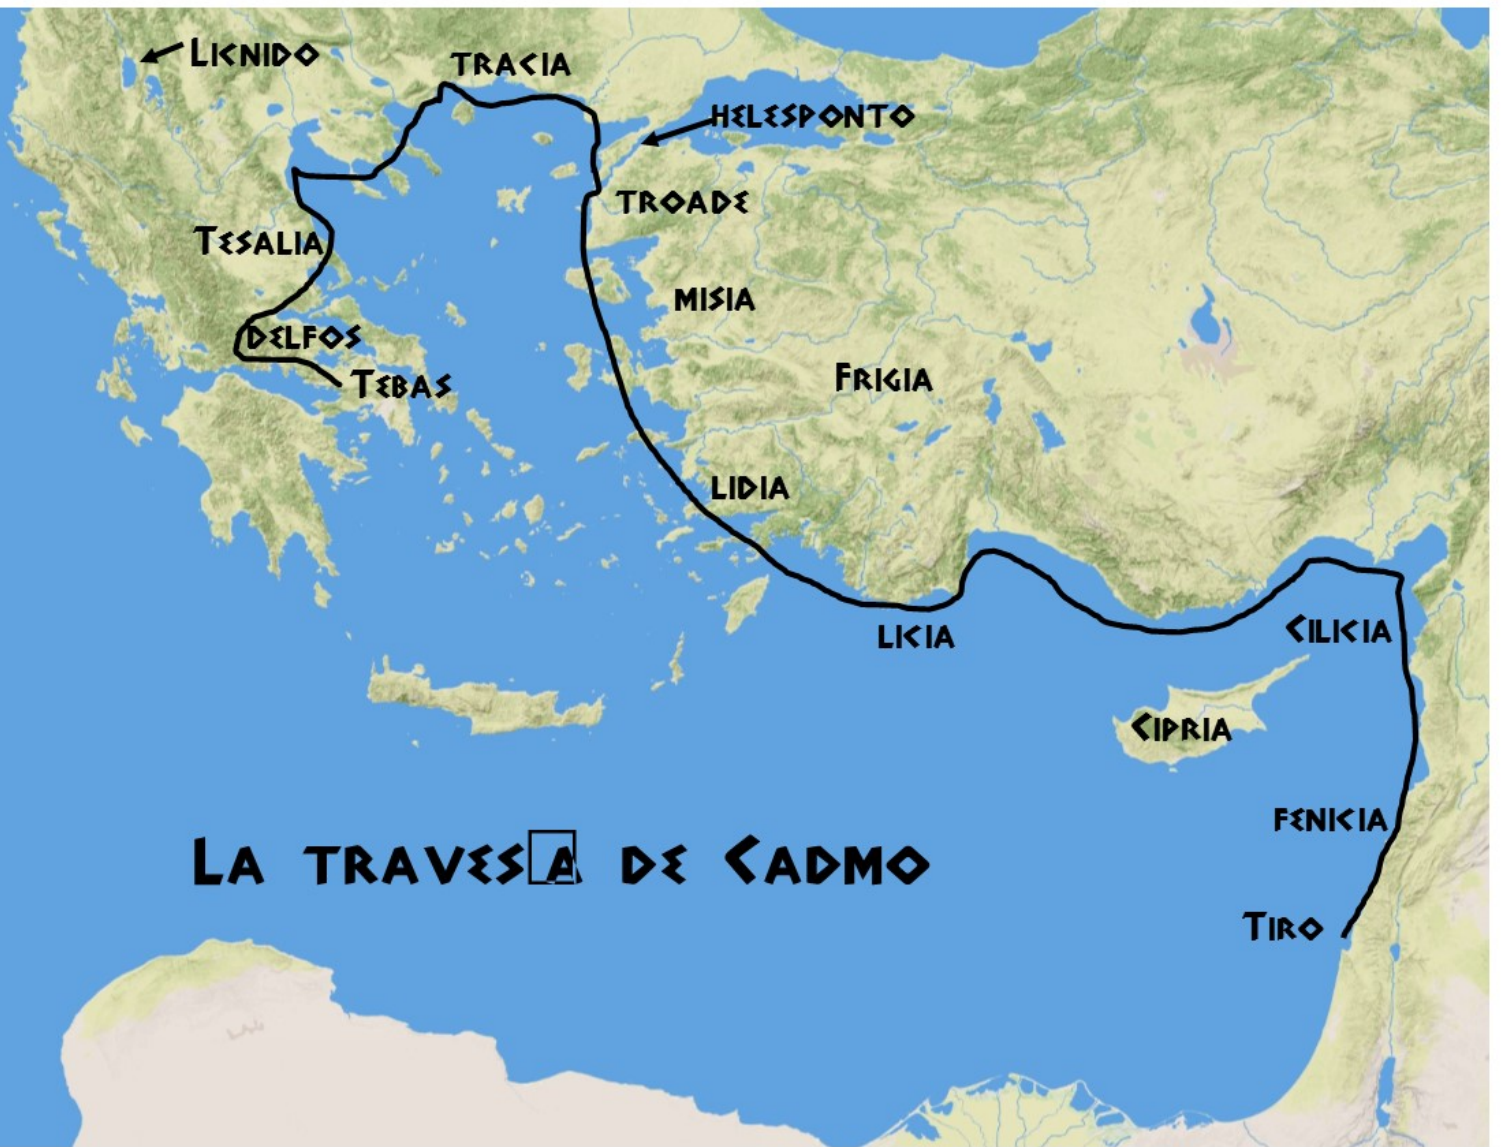 Licnido
Tracia
Helesponto
Troade
Tesalia
Misia
Delfos
Frigia
Tebas
Lidia
Licia
Cilicia
Cipria
Fenicia
La traves□a de Cadmo
Tiro